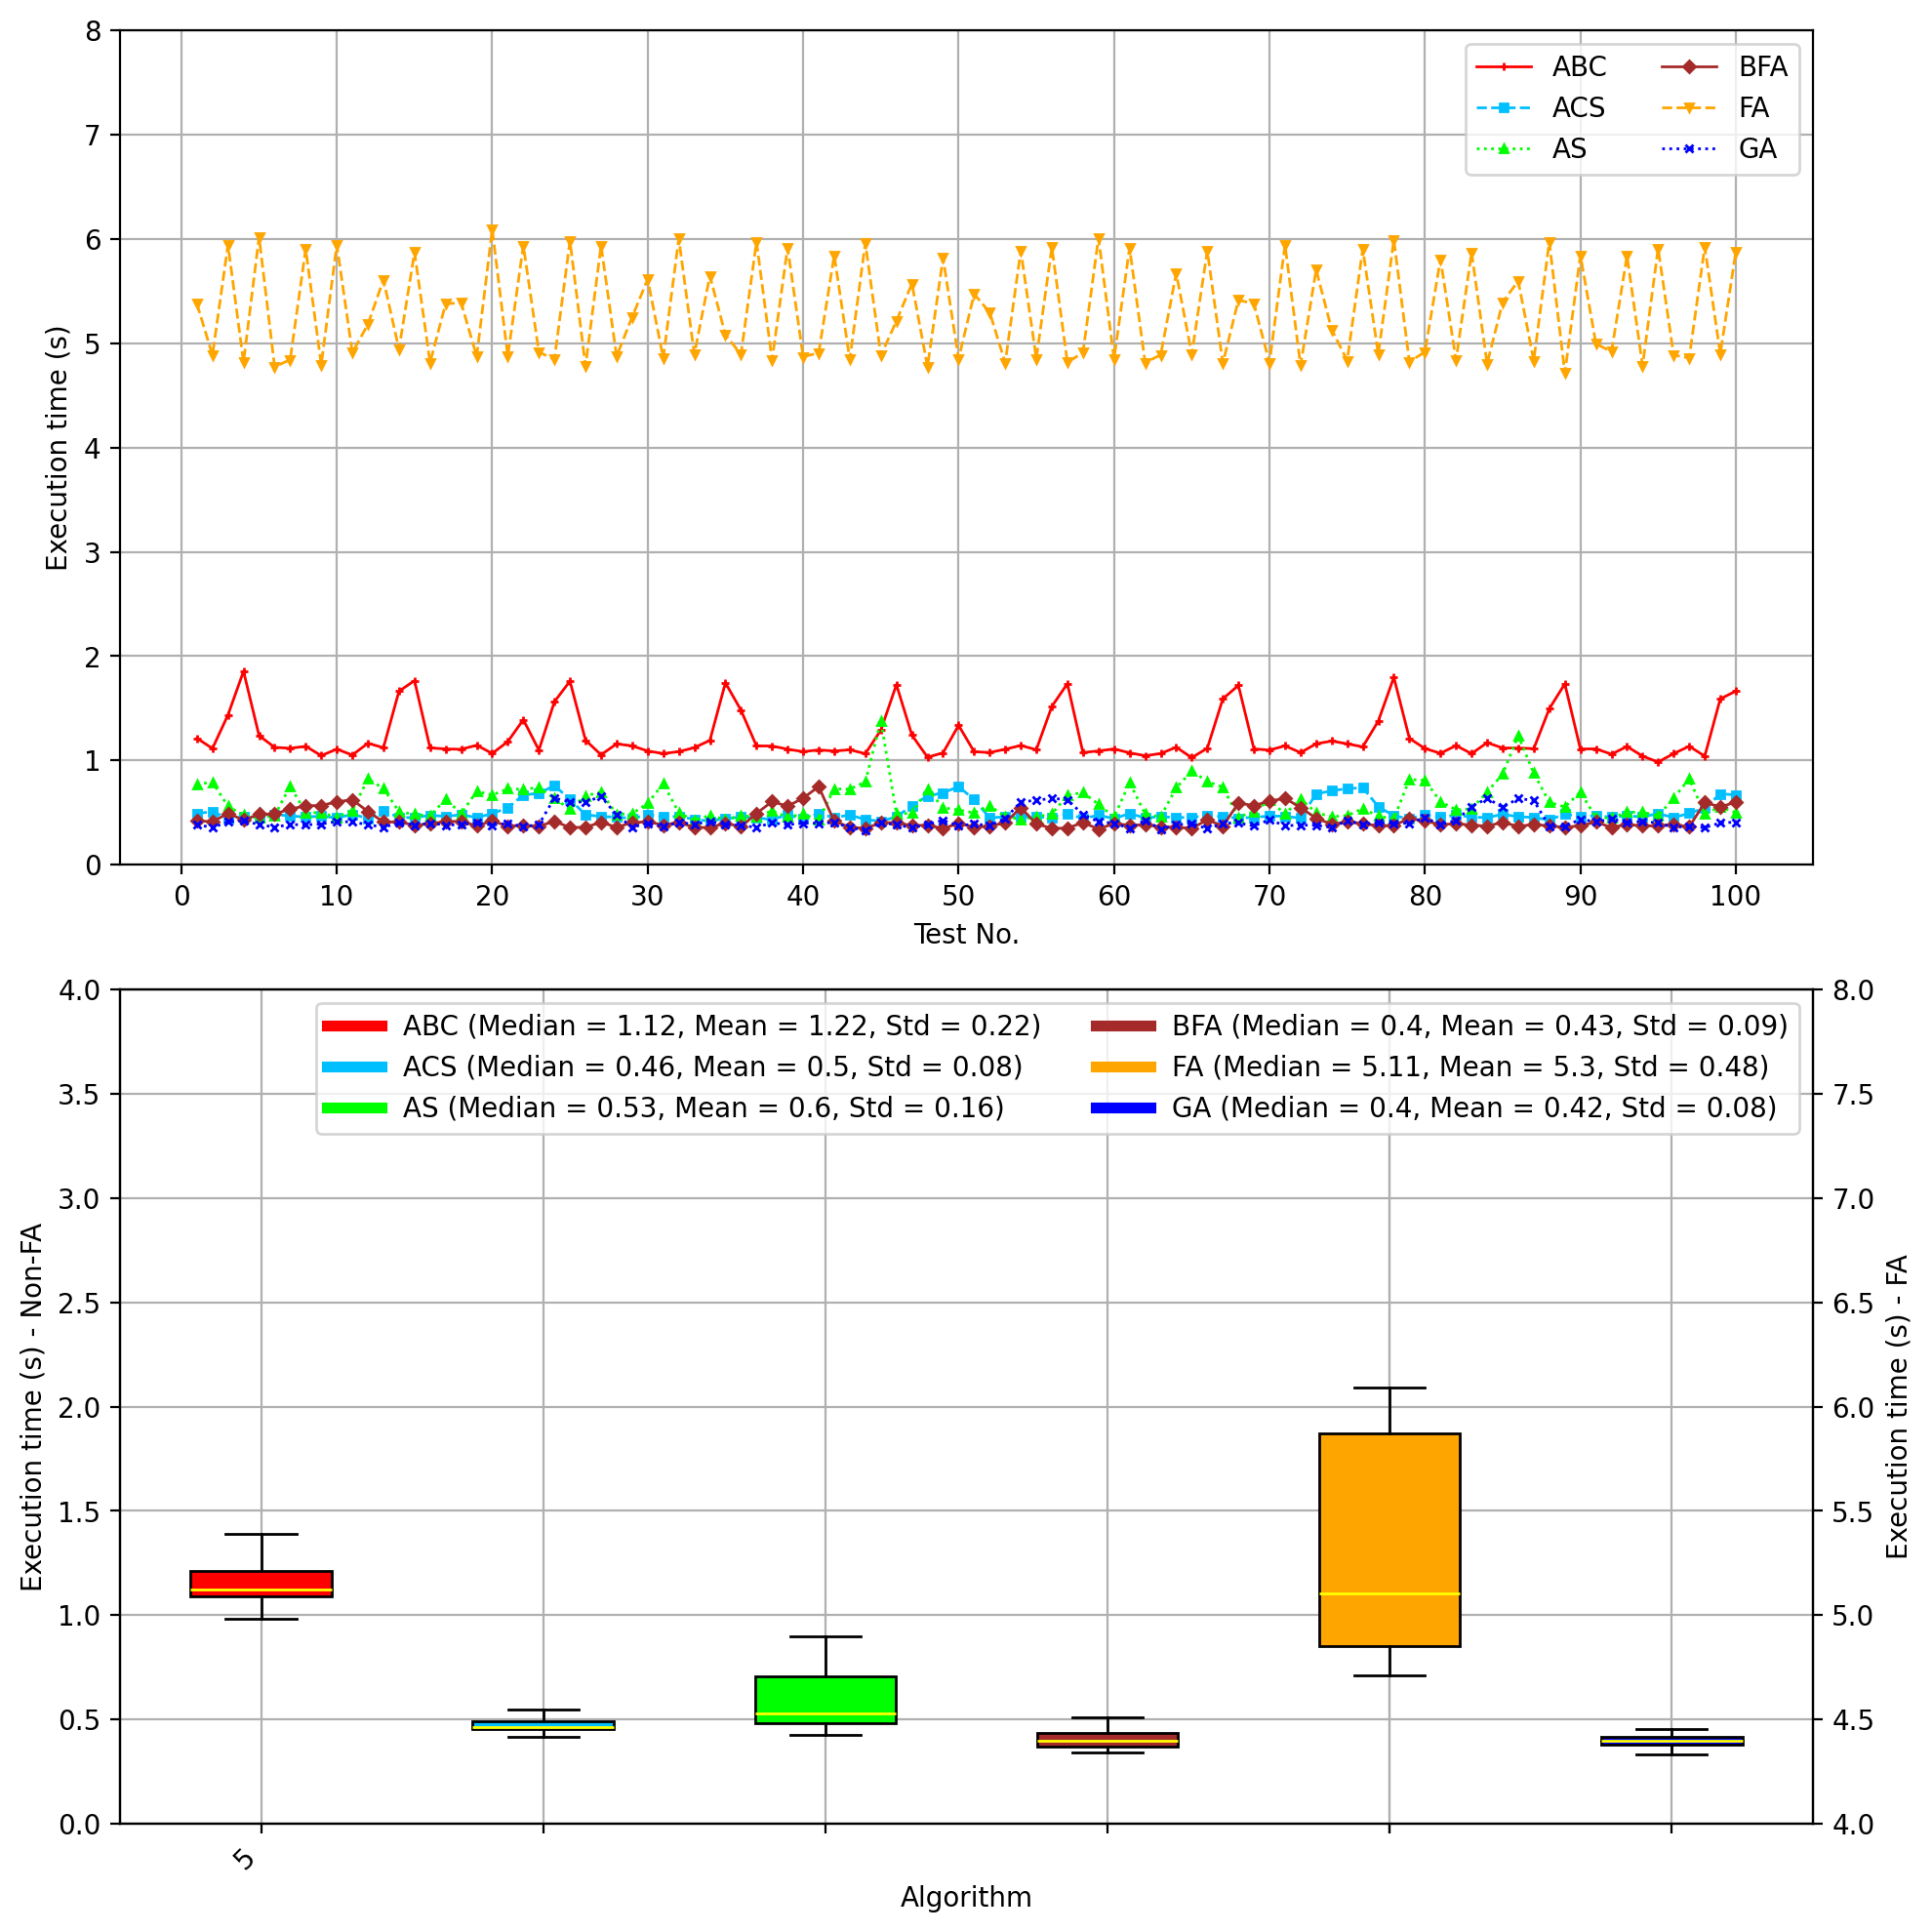 8
7
6
5
4
3
2
1
0
Execution time (s)
ABC
ACS
AS
BFA
FA
GA
0 10 20 30 40 50 60 70 80 90 100
Test No.
4.0
3.5
3.0
2.5
2.0
1.5
1.0
0.5
0.0
Execution time (s) - Non-FA
ABC (Median = 1.12, Mean = 1.22, Std = 0.22)
ACS (Median = 0.46, Mean = 0.5, Std = 0.08)
AS (Median = 0.53, Mean = 0.6, Std = 0.16)
BFA (Median = 0.4, Mean = 0.43, Std = 0.09)
FA (Median = 5.11, Mean = 5.3, Std = 0.48)
GA (Median = 0.4, Mean = 0.42, Std = 0.08)
8.0
7.5
7.0
6.5
6.0
5.5
5.0
4.5
4.0
Execution time (s) - FA
5
Algorithm